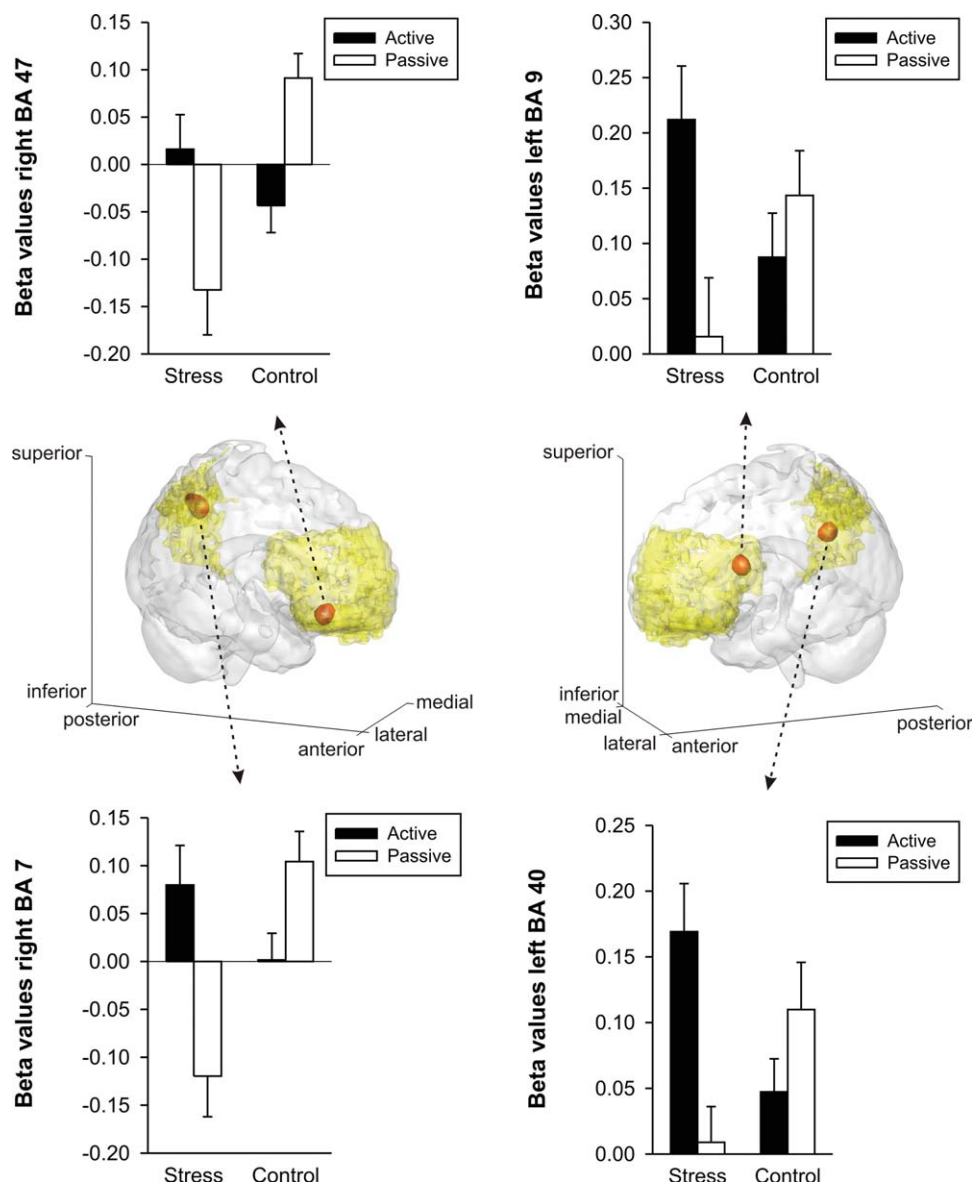 Beta values right BA 47
0.15
0.10
0.05
0.00
-0.05
-0.10
-0.15
-0.20
Active
Passive
Stress Control
Beta values left BA 9
0.30
0.25
0.20
0.15
0.10
0.05
0.00
Active
Passive
Stress Control
superior
inferior
posterior
anterior
lateral
medial
superior
inferior
medial
lateral
anterior
posterior
Beta values right BA 7
0.15
0.10
0.05
0.00
-0.05
-0.10
-0.15
-0.20
Active
Passive
Stress Control
Beta values left BA 40
0.25
0.20
0.15
0.10
0.05
0.00
Active
Passive
Stress Control